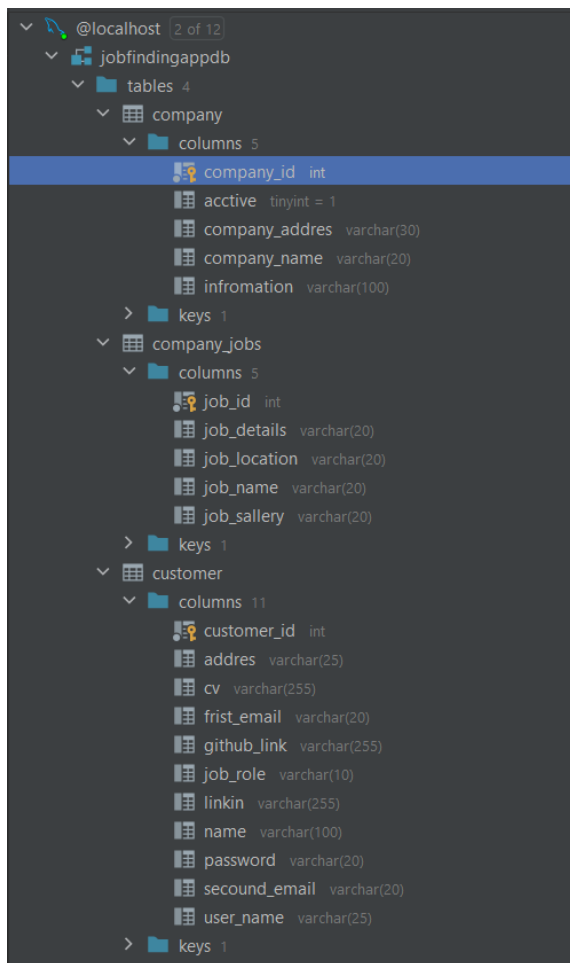 @localhost 2 of 12
jobfindingappdb
tables 4
company
columns 5
company_id int
acctive tinyint = 1
company_addres varchar(30)
company_name varchar(20)
infromation varchar(100)
keys 1
company_jobs
columns 5
job_id int
job_details varchar(20)
job_location varchar(20)
job_name varchar(20)
job_sallery varchar(20)
keys 1
customer
columns 11
customer_id int
addres varchar(25)
cv varchar(255)
frist_email varchar(20)
github_link varchar(255)
job_role varchar(10)
linkin varchar(255)
name varchar(100)
password varchar(20)
secound_email varchar(20)
user_name varchar(25)
keys 1